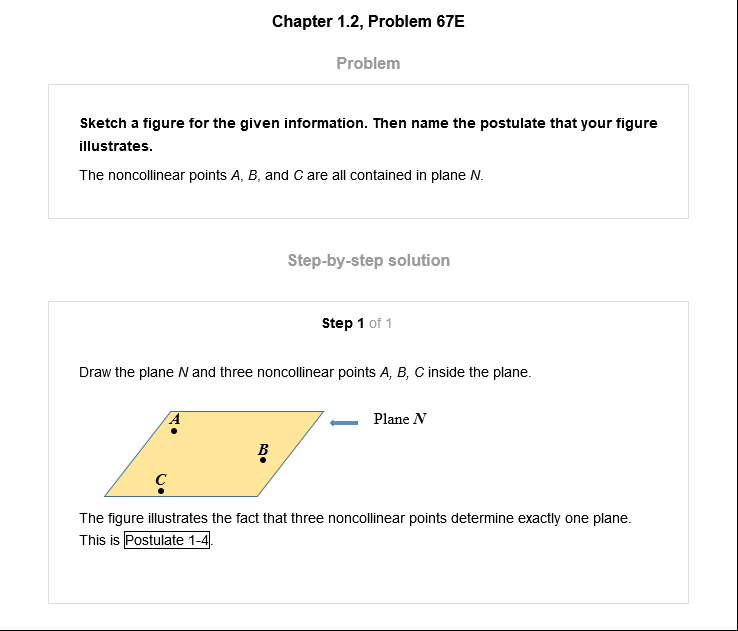 Chapter 1.2, Problem 67E
Problem
Sketch a figure for the given information. Then name the postulate that your figure
illustrates.
The noncollinear points A, B, and C are all contained in plane N.
Step-by-step solution
Step 1 of 1
Draw the plane N and three noncollinear points A, B, C inside the plane.
A
Plane N
B
C
The figure illustrates the fact that three noncollinear points determine exactly one plane.
This is Postulate 1-4.